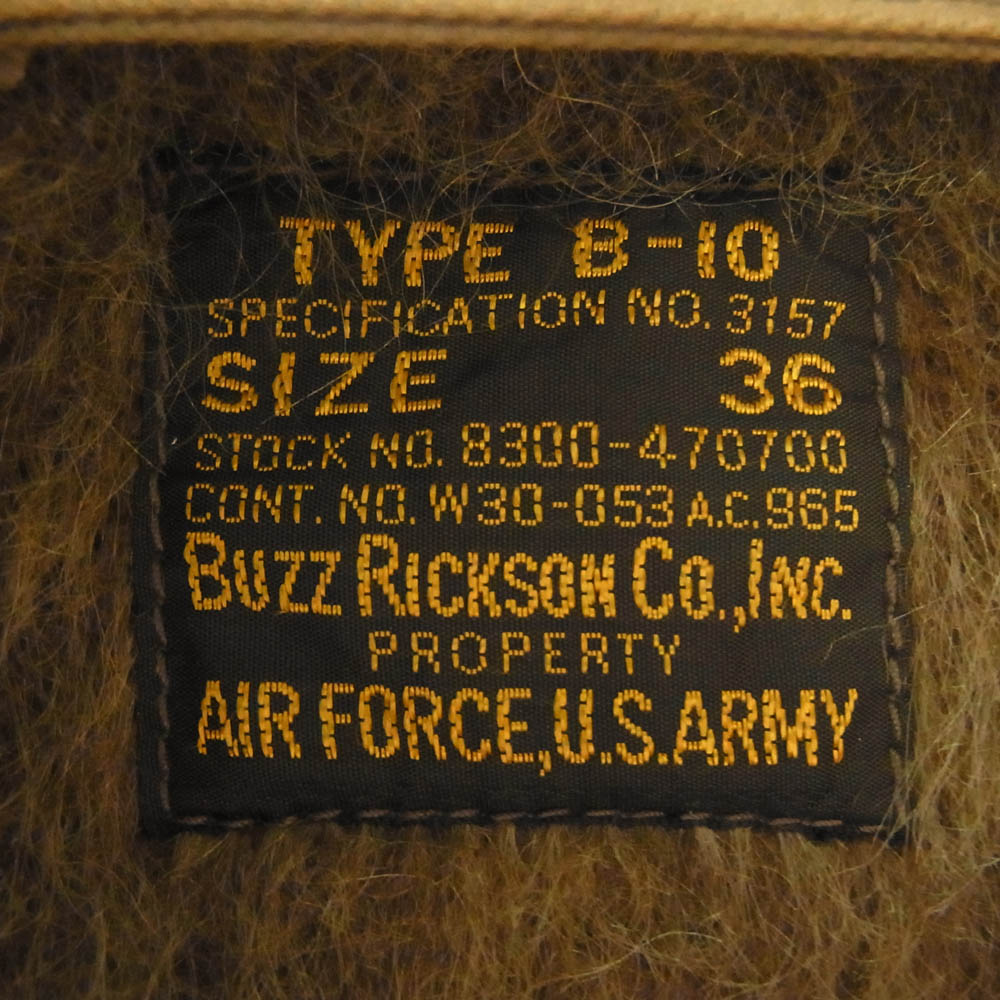 TYPE B-10
SPECIFICATION NO. 3157
SIZE 36
STOCK NO. 8300-470700
CONT. NO. W30-053 A.C. 965
BUZZ RICKSON CO., INC.
PROPERTY
AIR FORCE, U.S. ARMY